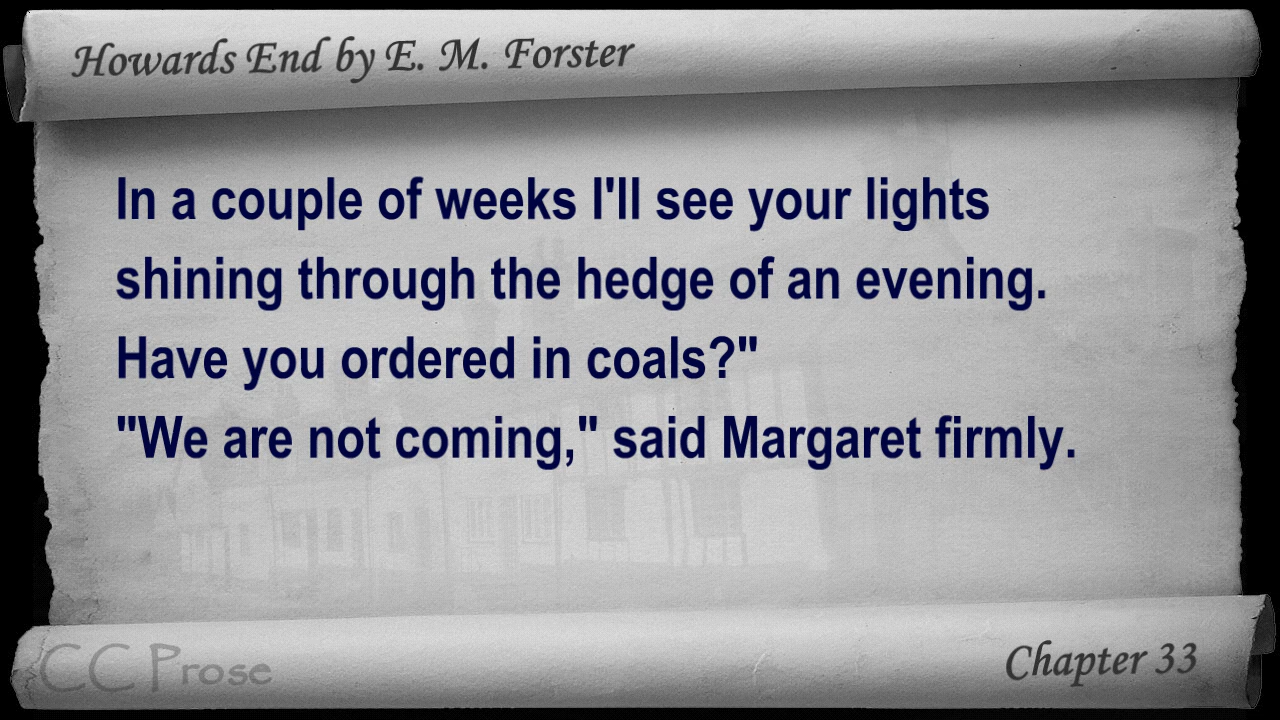 Howards End by E. M. Forster
In a couple of weeks I'll see your lights
shining through the hedge of an evening.
Have you ordered in coals?"
"We are not coming," said Margaret firmly.
CC Prose
Chapter 33